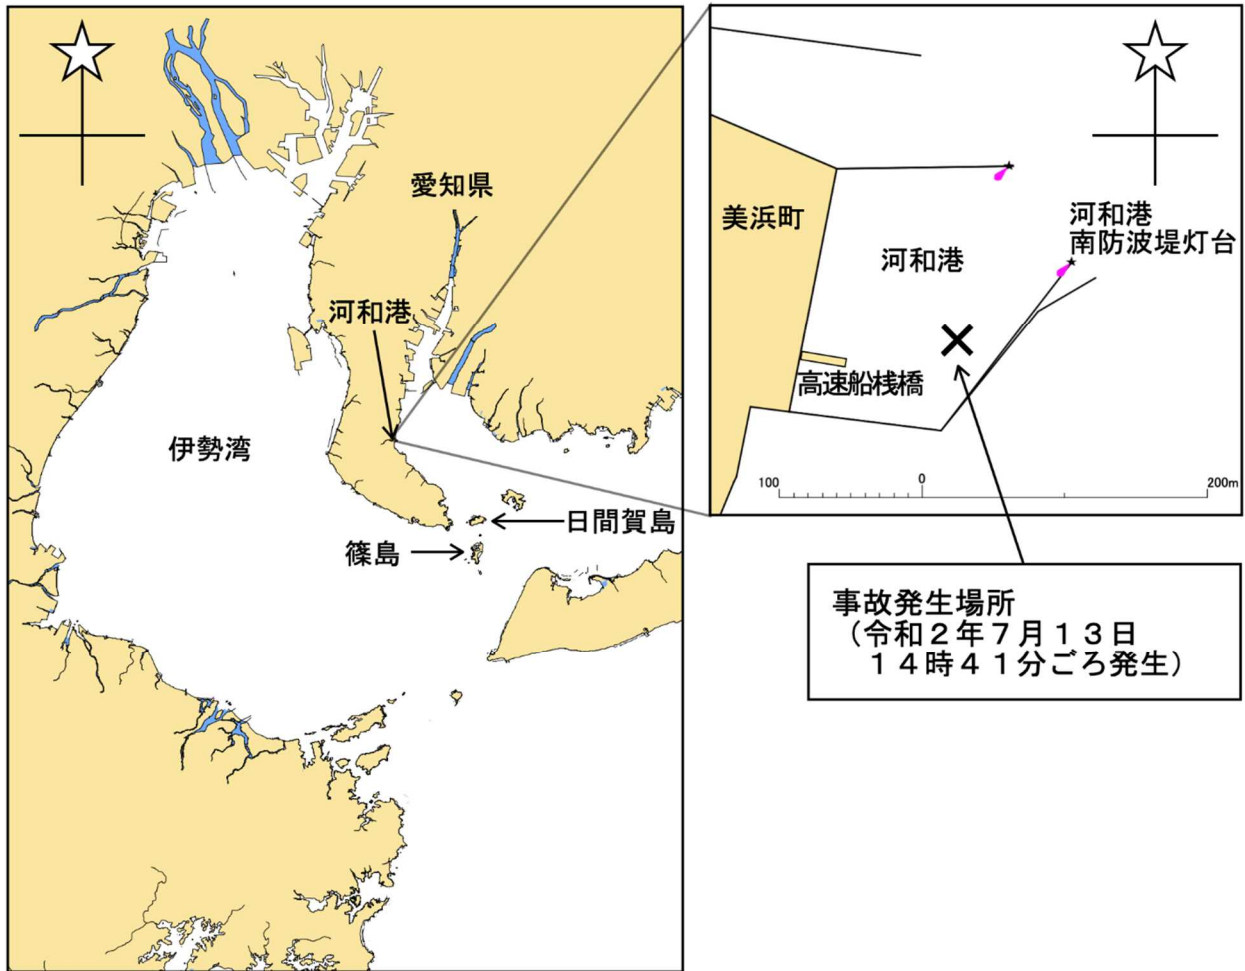 愛知県
河和港
伊勢湾
日間賀島
篠島
美浜町
河和港
河和港
南防波堤灯台
高速船桟橋
100
0
200m
事故発生場所
（令和２年７月１３日
１４時４１分ごろ発生）